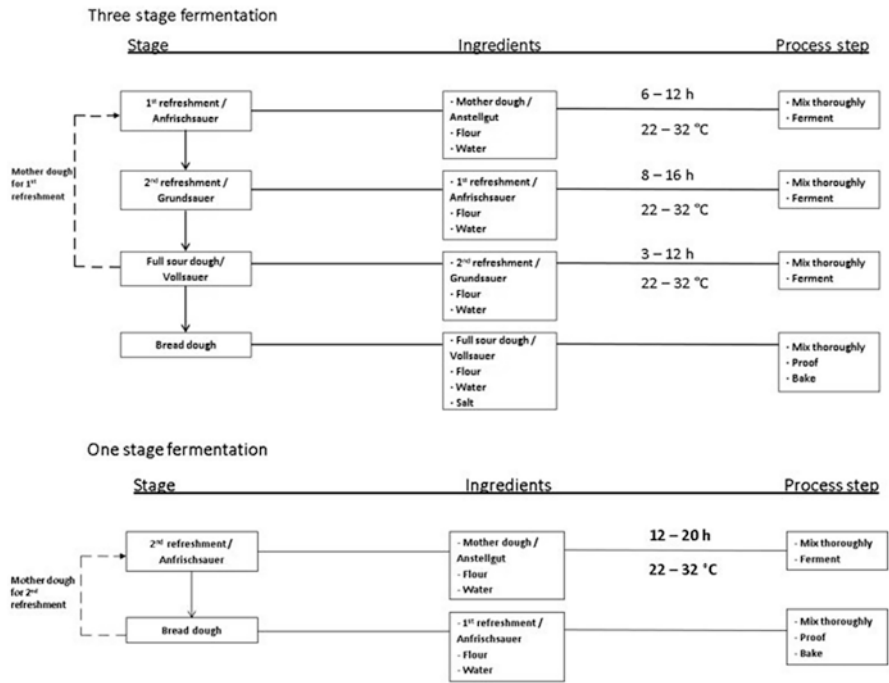 Three stage fermentation
Stage Ingredients Process step
1st refreshment /
Anfrischsauer
- Mother dough /
Anstellgut
- Flour
- Water
6 – 12 h
22 – 32 °C
- Mix thoroughly
- Ferment
Mother dough
for 1st
refreshment
2nd refreshment /
Grundsauer
- 1st refreshment /
Anfrischsauer
- Flour
- Water
8 – 16 h
22 – 32 °C
- Mix thoroughly
- Ferment
Full sour dough/
Vollsauer
- 2nd refreshment /
Grundsauer
- Flour
- Water
3 – 12 h
22 – 32 °C
- Mix thoroughly
- Ferment
Bread dough
- Full sour dough /
Vollsauer
- Flour
- Water
- Salt
- Mix thoroughly
- Proof
- Bake
One stage fermentation
Stage Ingredients Process step
2nd refreshment /
Anfrischsauer
- Mother dough /
Anstellgut
- Flour
- Water
12 – 20 h
22 – 32 °C
- Mix thoroughly
- Ferment
Mother dough
for 2nd
refreshment
Bread dough
- 1st refreshment /
Anfrischsauer
- Flour
- Water
- Mix thoroughly
- Proof
- Bake